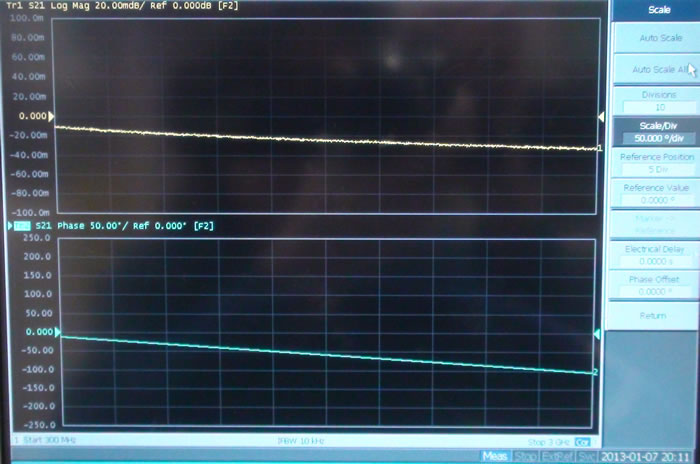 Tr1 S21 Log Mag 20.00mdB/ Ref 0.000dB [F2]
100.0m
80.00m
60.00m
40.00m
20.00m
0.000
-20.00m
-40.00m
-60.00m
-80.00m
-100.0m
1
Tr2 S21 Phase 50.00°/ Ref 0.000° [F2]
250.0
200.0
150.0
100.0
50.00
0.000
-50.00
-100.0
-150.0
-200.0
-250.0
2
1 Start 300 MHz IFBW 10 kHz Stop 3 GHz Cor
Scale
Auto Scale
Auto Scale All
Divisions
10
Scale/Div
50.000 °/div
Reference Position
5 Div
Reference Value
0.0000 °
Marker ->
Reference
Electrical Delay
0.0000 s
Phase Offset
0.0000 °
Return
Meas Stop ExtRef Svc 2013-01-07 20:11